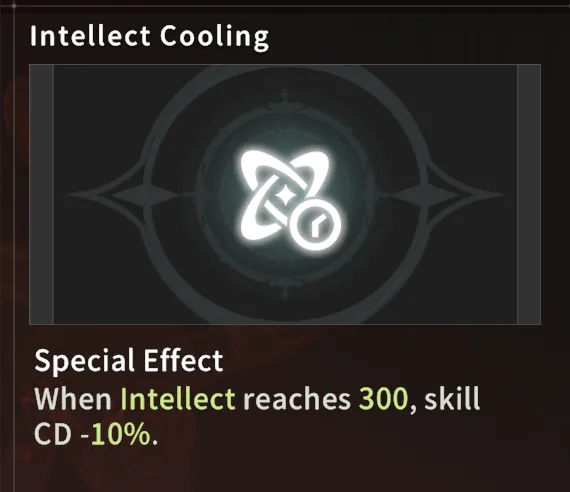 Intellect Cooling
Special Effect
When Intellect reaches 300, skill
CD -10%.